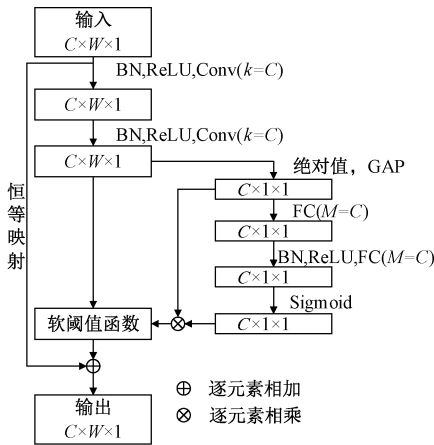 输入
C×W×1
BN,ReLU,Conv(k=C)
C×W×1
BN,ReLU,Conv(k=C)
C×W×1
绝对值，GAP
C×1×1
FC(M=C)
C×1×1
BN,ReLU,FC(M=C)
C×1×1
Sigmoid
C×1×1
恒等映射
软阈值函数
逐元素相加
逐元素相乘
输出
C×W×1